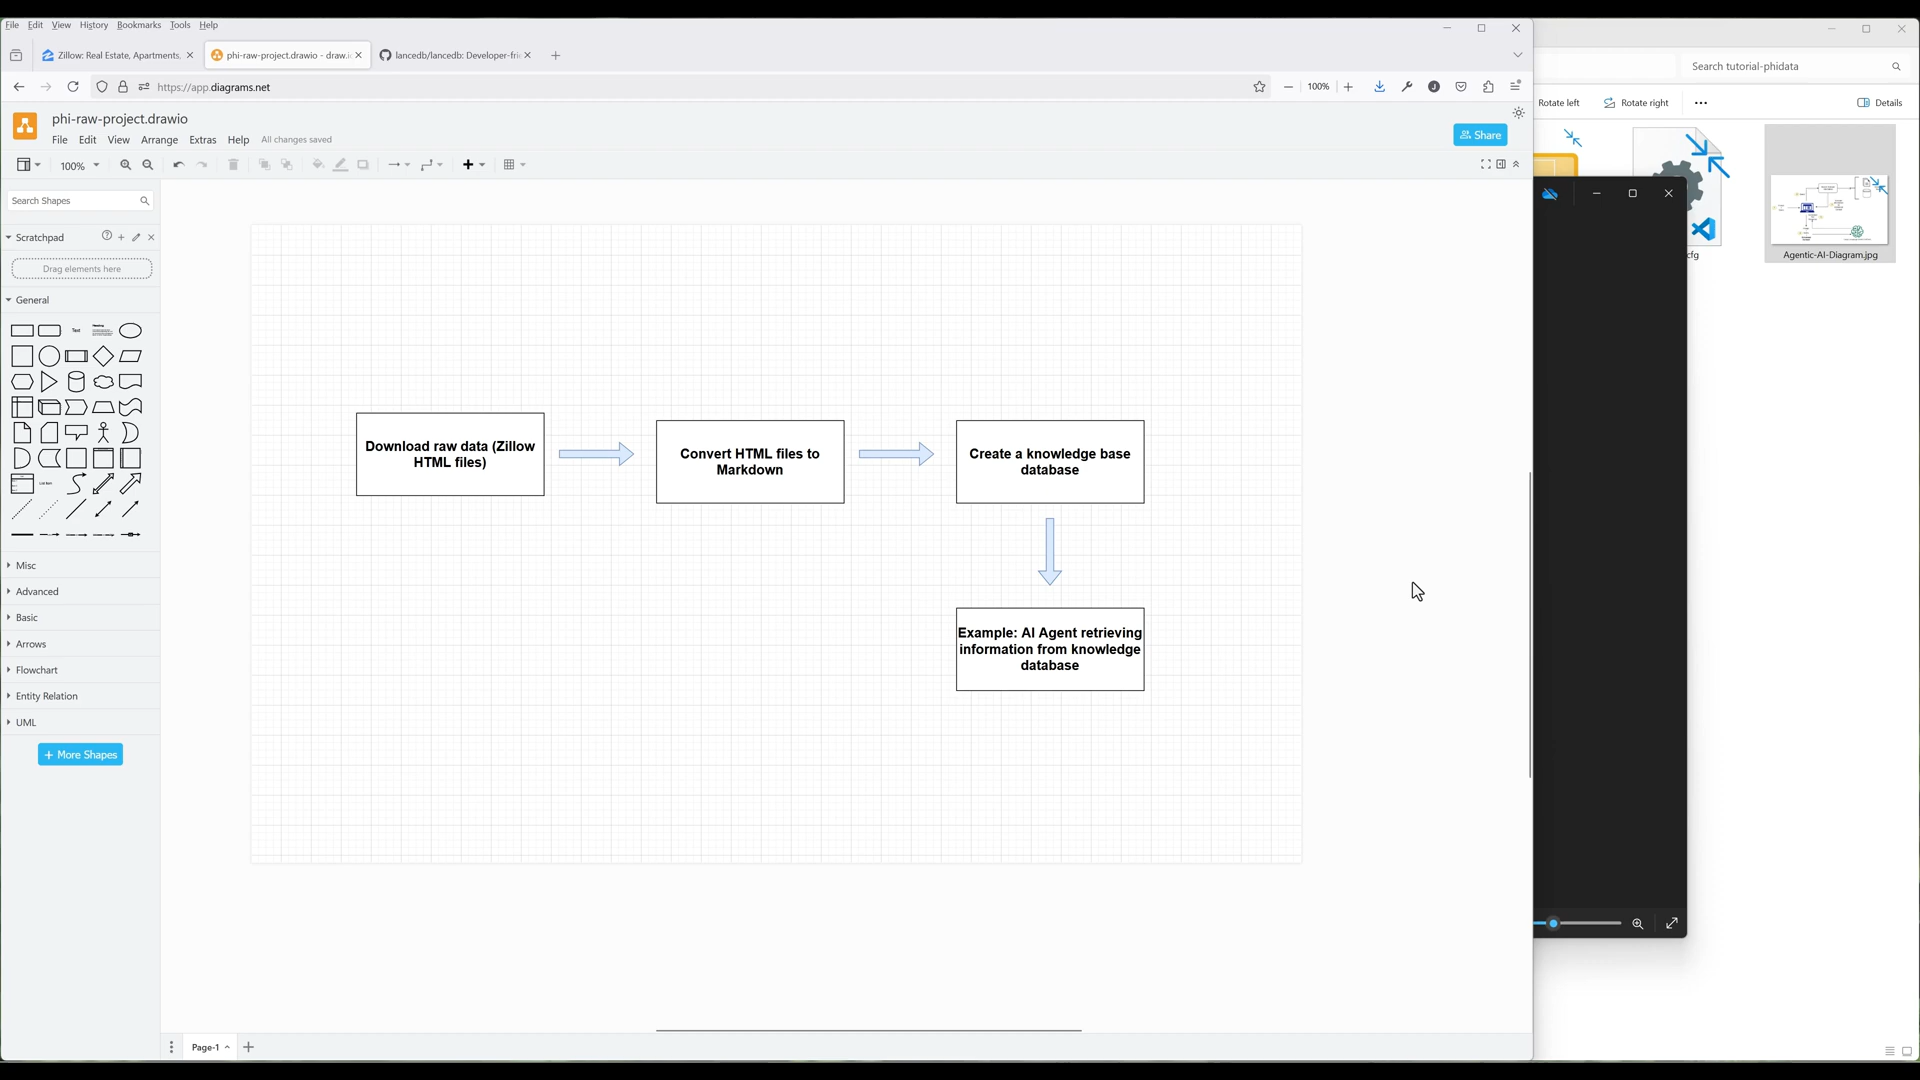 File Edit View History Bookmarks Tools Help
Zillow: Real Estate, Apartments,
phi-raw-project.drawio - draw.i
lancedb/lancedb: Developer-fri
https://app.diagrams.net
100%
Search tutorial-phidata
Rotate left
Rotate right
Details
phi-raw-project.drawio
File Edit View Arrange Extras Help All changes saved
Share
100%
Search Shapes
Scratchpad
Drag elements here
General
Text
Heading
List Item
Misc
Advanced
Basic
Arrows
Flowchart
Entity Relation
UML
+ More Shapes
Download raw data (Zillow
HTML files)
Convert HTML files to
Markdown
Create a knowledge base
database
Example: AI Agent retrieving
information from knowledge
database
cfg
Agentic-AI-Diagram.jpg
Page-1